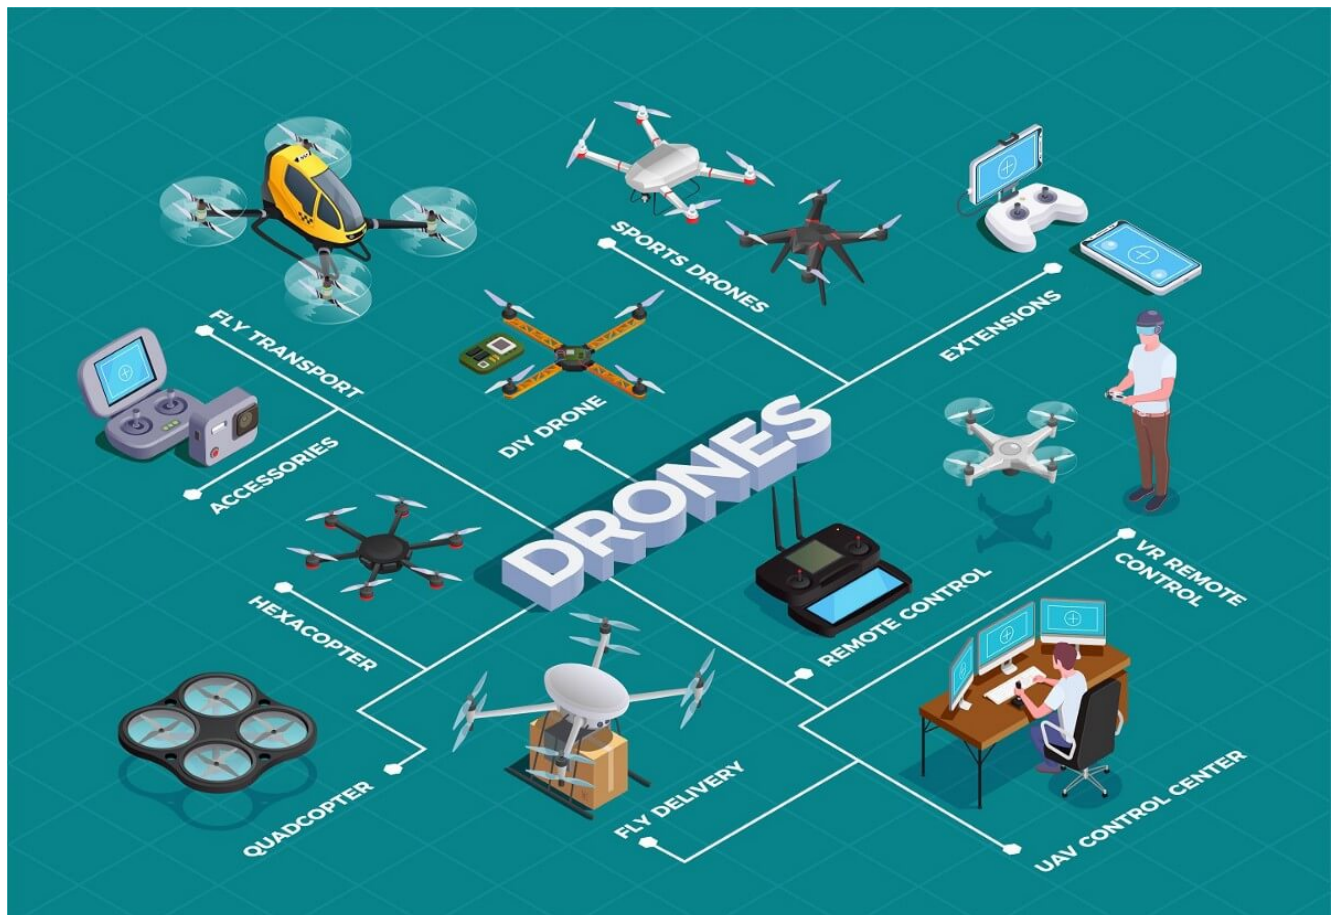 SPORTS DRONES
EXTENSIONS
FLY TRANSPORT
DIY DRONE
ACCESSORIES
DRONES
VR REMOTE
CONTROL
HEXACOPTER
REMOTE CONTROL
QUADCOPTER
FLY DELIVERY
UAV CONTROL CENTER